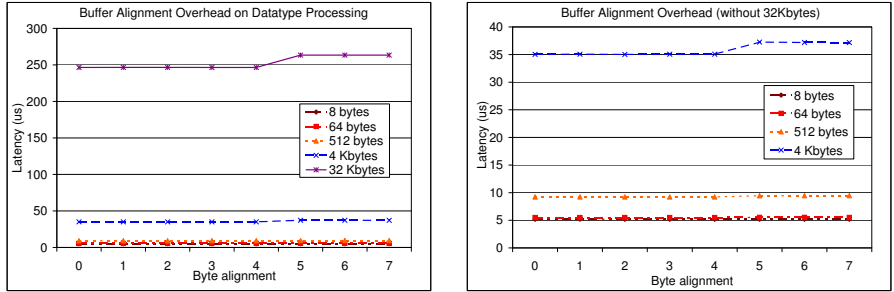 Buffer Alignment Overhead on Datatype Processing
300
250
200
150
100
50
0
Latency (us)
8 bytes
64 bytes
512 bytes
4 Kbytes
32 Kbytes
0 1 2 3 4 5 6 7
Byte alignment
Buffer Alignment Overhead (without 32Kbytes)
40
35
30
25
20
15
10
5
0
Latency (us)
8 bytes
64 bytes
512 bytes
4 Kbytes
0 1 2 3 4 5 6 7
Byte alignment